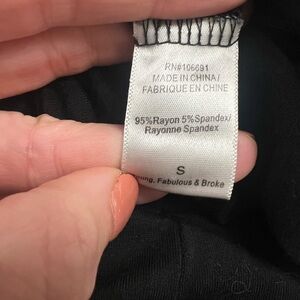 RN#106691
MADE IN CHINA/
FABRIQUE EN CHINE
95%Rayon 5%Spandex/
Rayonne Spandex
S
Fabulous & Broke